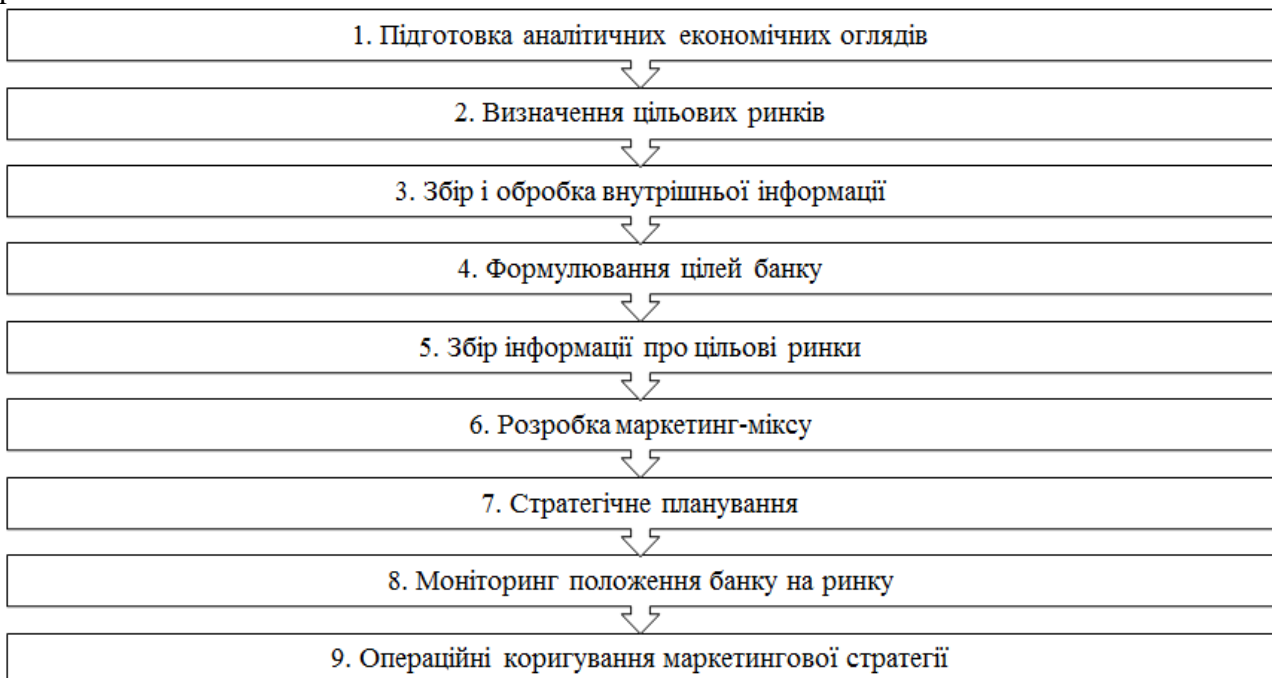 1. Підготовка аналітичних економічних оглядів
2. Визначення цільових ринків
3. Збір і обробка внутрішньої інформації
4. Формулювання цілей банку
5. Збір інформації про цільові ринки
6. Розробка маркетинг-міксу
7. Стратегічне планування
8. Моніторинг положення банку на ринку
9. Операційні коригування маркетингової стратегії